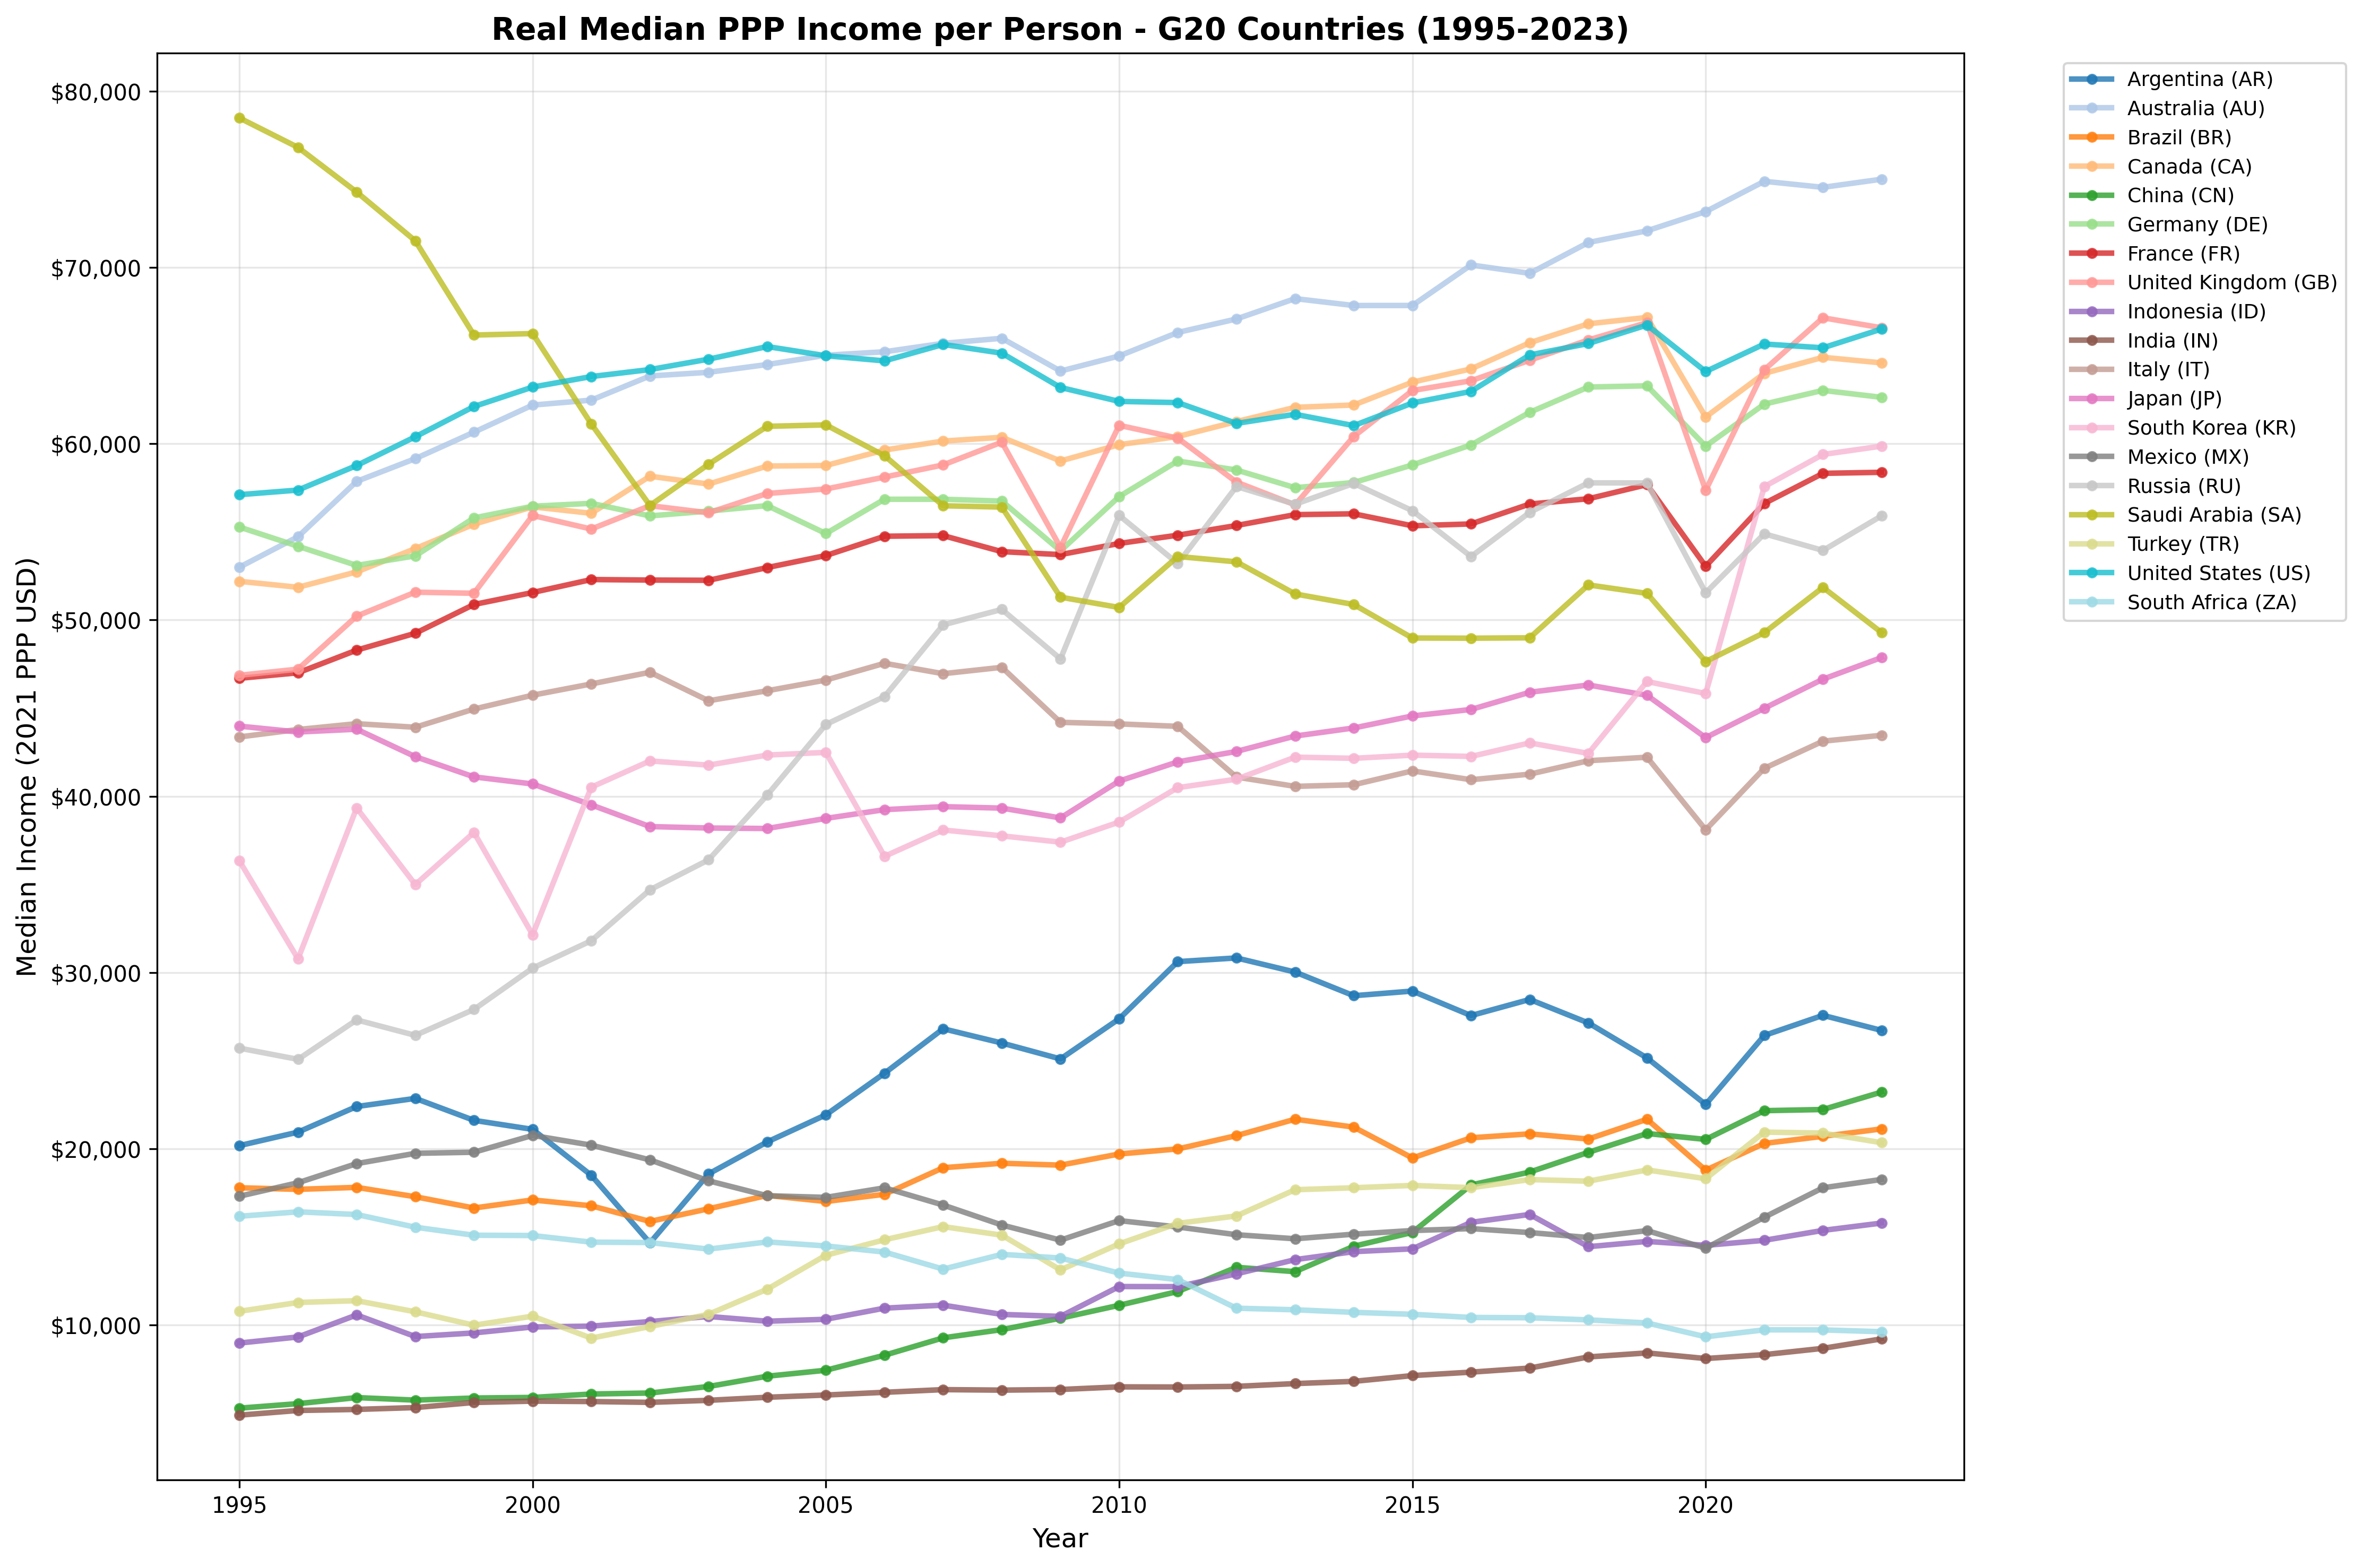 Real Median PPP Income per Person - G20 Countries (1995-2023)
Median Income (2021 PPP USD)
$80,000
$70,000
$60,000
$50,000
$40,000
$30,000
$20,000
$10,000
1995
2000
2005
2010
2015
2020
Year
Argentina (AR)
Australia (AU)
Brazil (BR)
Canada (CA)
China (CN)
Germany (DE)
France (FR)
United Kingdom (GB)
Indonesia (ID)
India (IN)
Italy (IT)
Japan (JP)
South Korea (KR)
Mexico (MX)
Russia (RU)
Saudi Arabia (SA)
Turkey (TR)
United States (US)
South Africa (ZA)